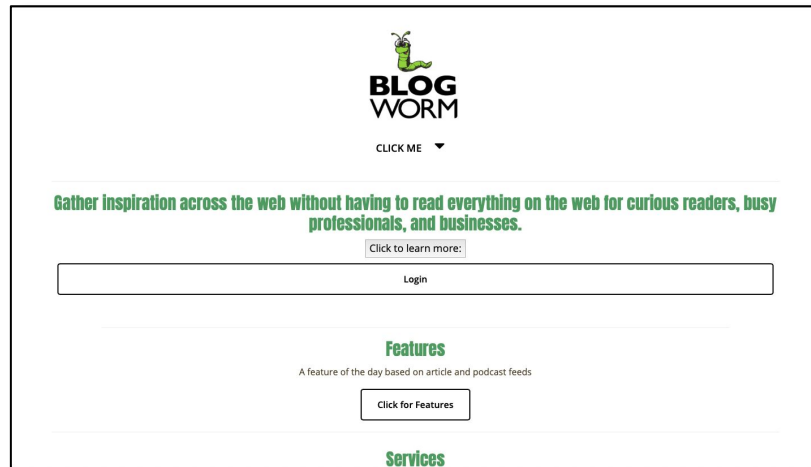 BLOG
WORM
CLICK ME
Gather inspiration across the web without having to read everything on the web for curious readers, busy
professionals, and businesses.
Click to learn more:
Login
Features
A feature of the day based on article and podcast feeds
Click for Features
Services